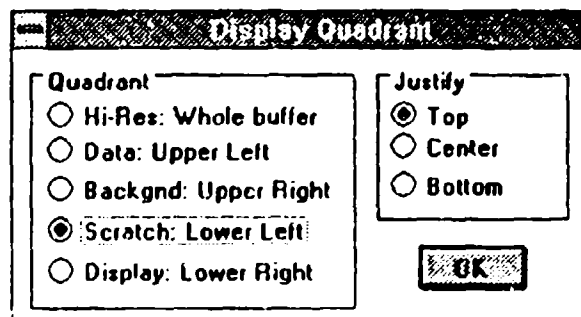 Display Quadrant
Quadrant
Hi-Res: Whole buffer
Data: Upper Left
Backgnd: Upper Right
Scratch: Lower Left
Display: Lower Right
Justify
Top
Center
Bottom
OK